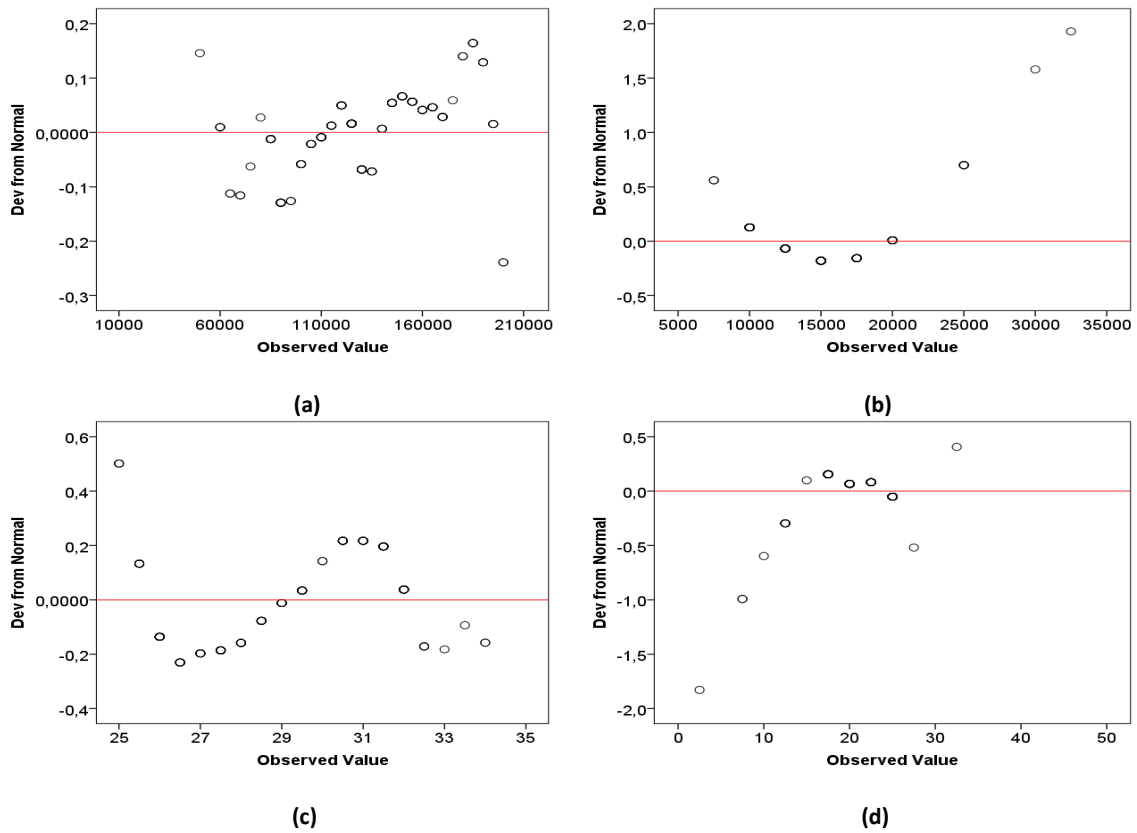 0,2
0,1
0,0000
-0,1
-0,2
-0,3
Dev from Normal
10000 60000 110000 160000 210000
Observed Value
(a)
2,0
1,5
1,0
0,5
0,0
-0,5
Dev from Normal
5000 10000 15000 20000 25000 30000 35000
Observed Value
(b)
0,6
0,4
0,2
0,0000
-0,2
-0,4
Dev from Normal
25 27 29 31 33 35
Observed Value
(c)
0,5
0,0
-0,5
-1,0
-1,5
-2,0
Dev from Normal
0 10 20 30 40 50
Observed Value
(d)